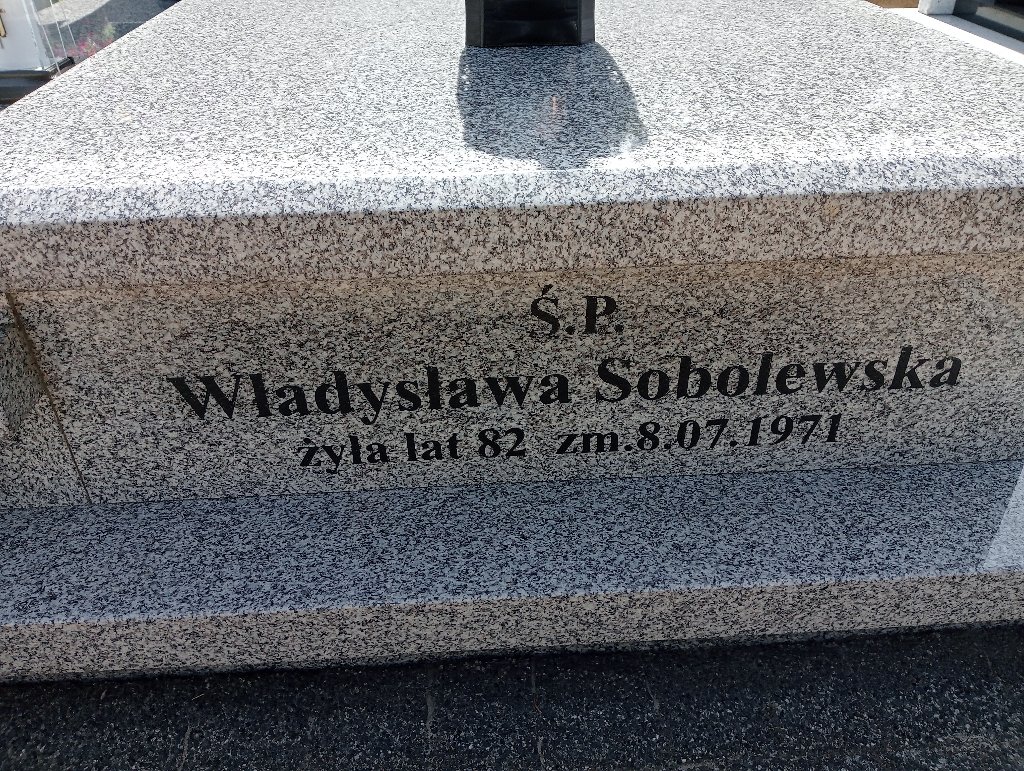 Ś.P.
Władysława Sobolewska
żyła lat 82 zm.8.07.1971